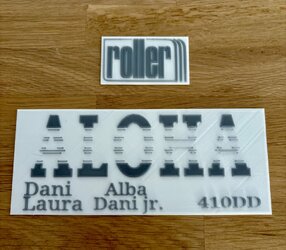 roller
ALOHA
Dani Alba
Laura Dani jr. 410DD